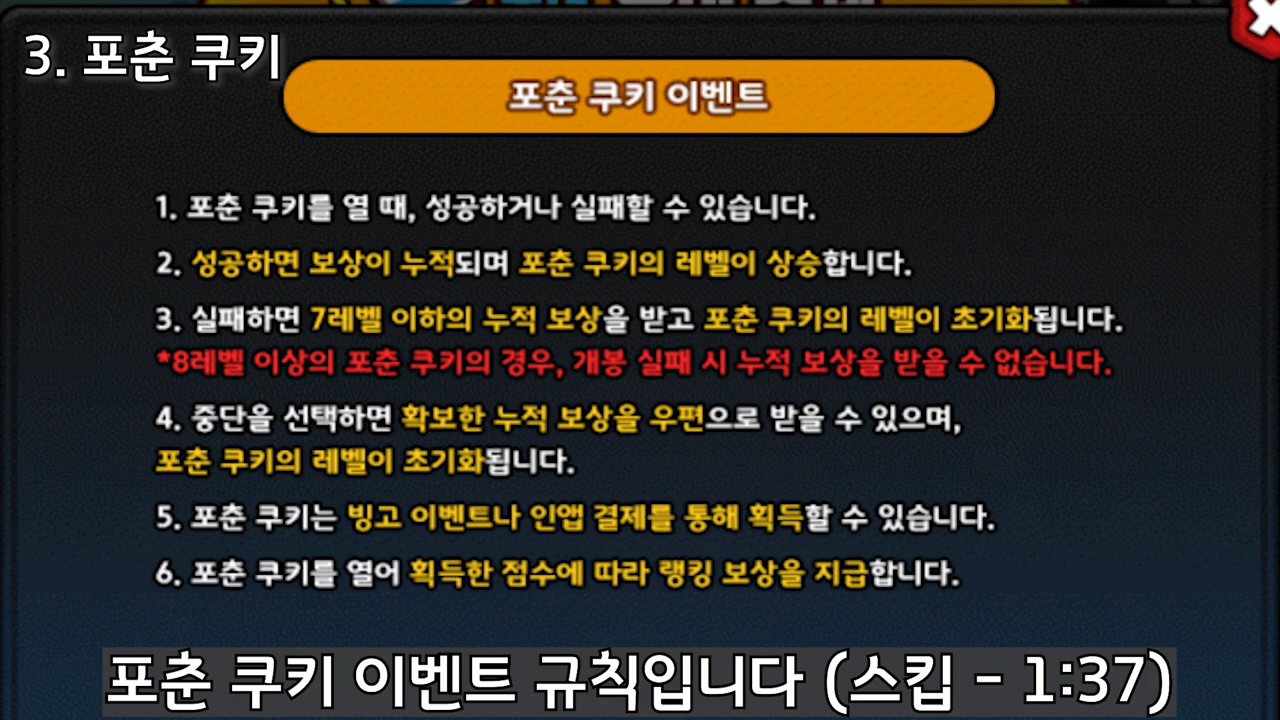 3. 포춘 쿠키
포춘 쿠키 이벤트
1. 포춘 쿠키를 열 때, 성공하거나 실패할 수 있습니다.
2. 성공하면 보상이 누적되며 포춘 쿠키의 레벨이 상승합니다.
3. 실패하면 7레벨 이하의 누적 보상을 받고 포춘 쿠키의 레벨이 초기화됩니다.
*8레벨 이상의 포춘 쿠키의 경우, 개봉 실패 시 누적 보상을 받을 수 없습니다.
4. 중단을 선택하면 확보한 누적 보상을 우편으로 받을 수 있으며,
포춘 쿠키의 레벨이 초기화됩니다.
5. 포춘 쿠키는 빙고 이벤트나 인앱 결제를 통해 획득할 수 있습니다.
6. 포춘 쿠키를 열어 획득한 점수에 따라 랭킹 보상을 지급합니다.
포춘 쿠키 이벤트 규칙입니다 (스킵 - 1:37)